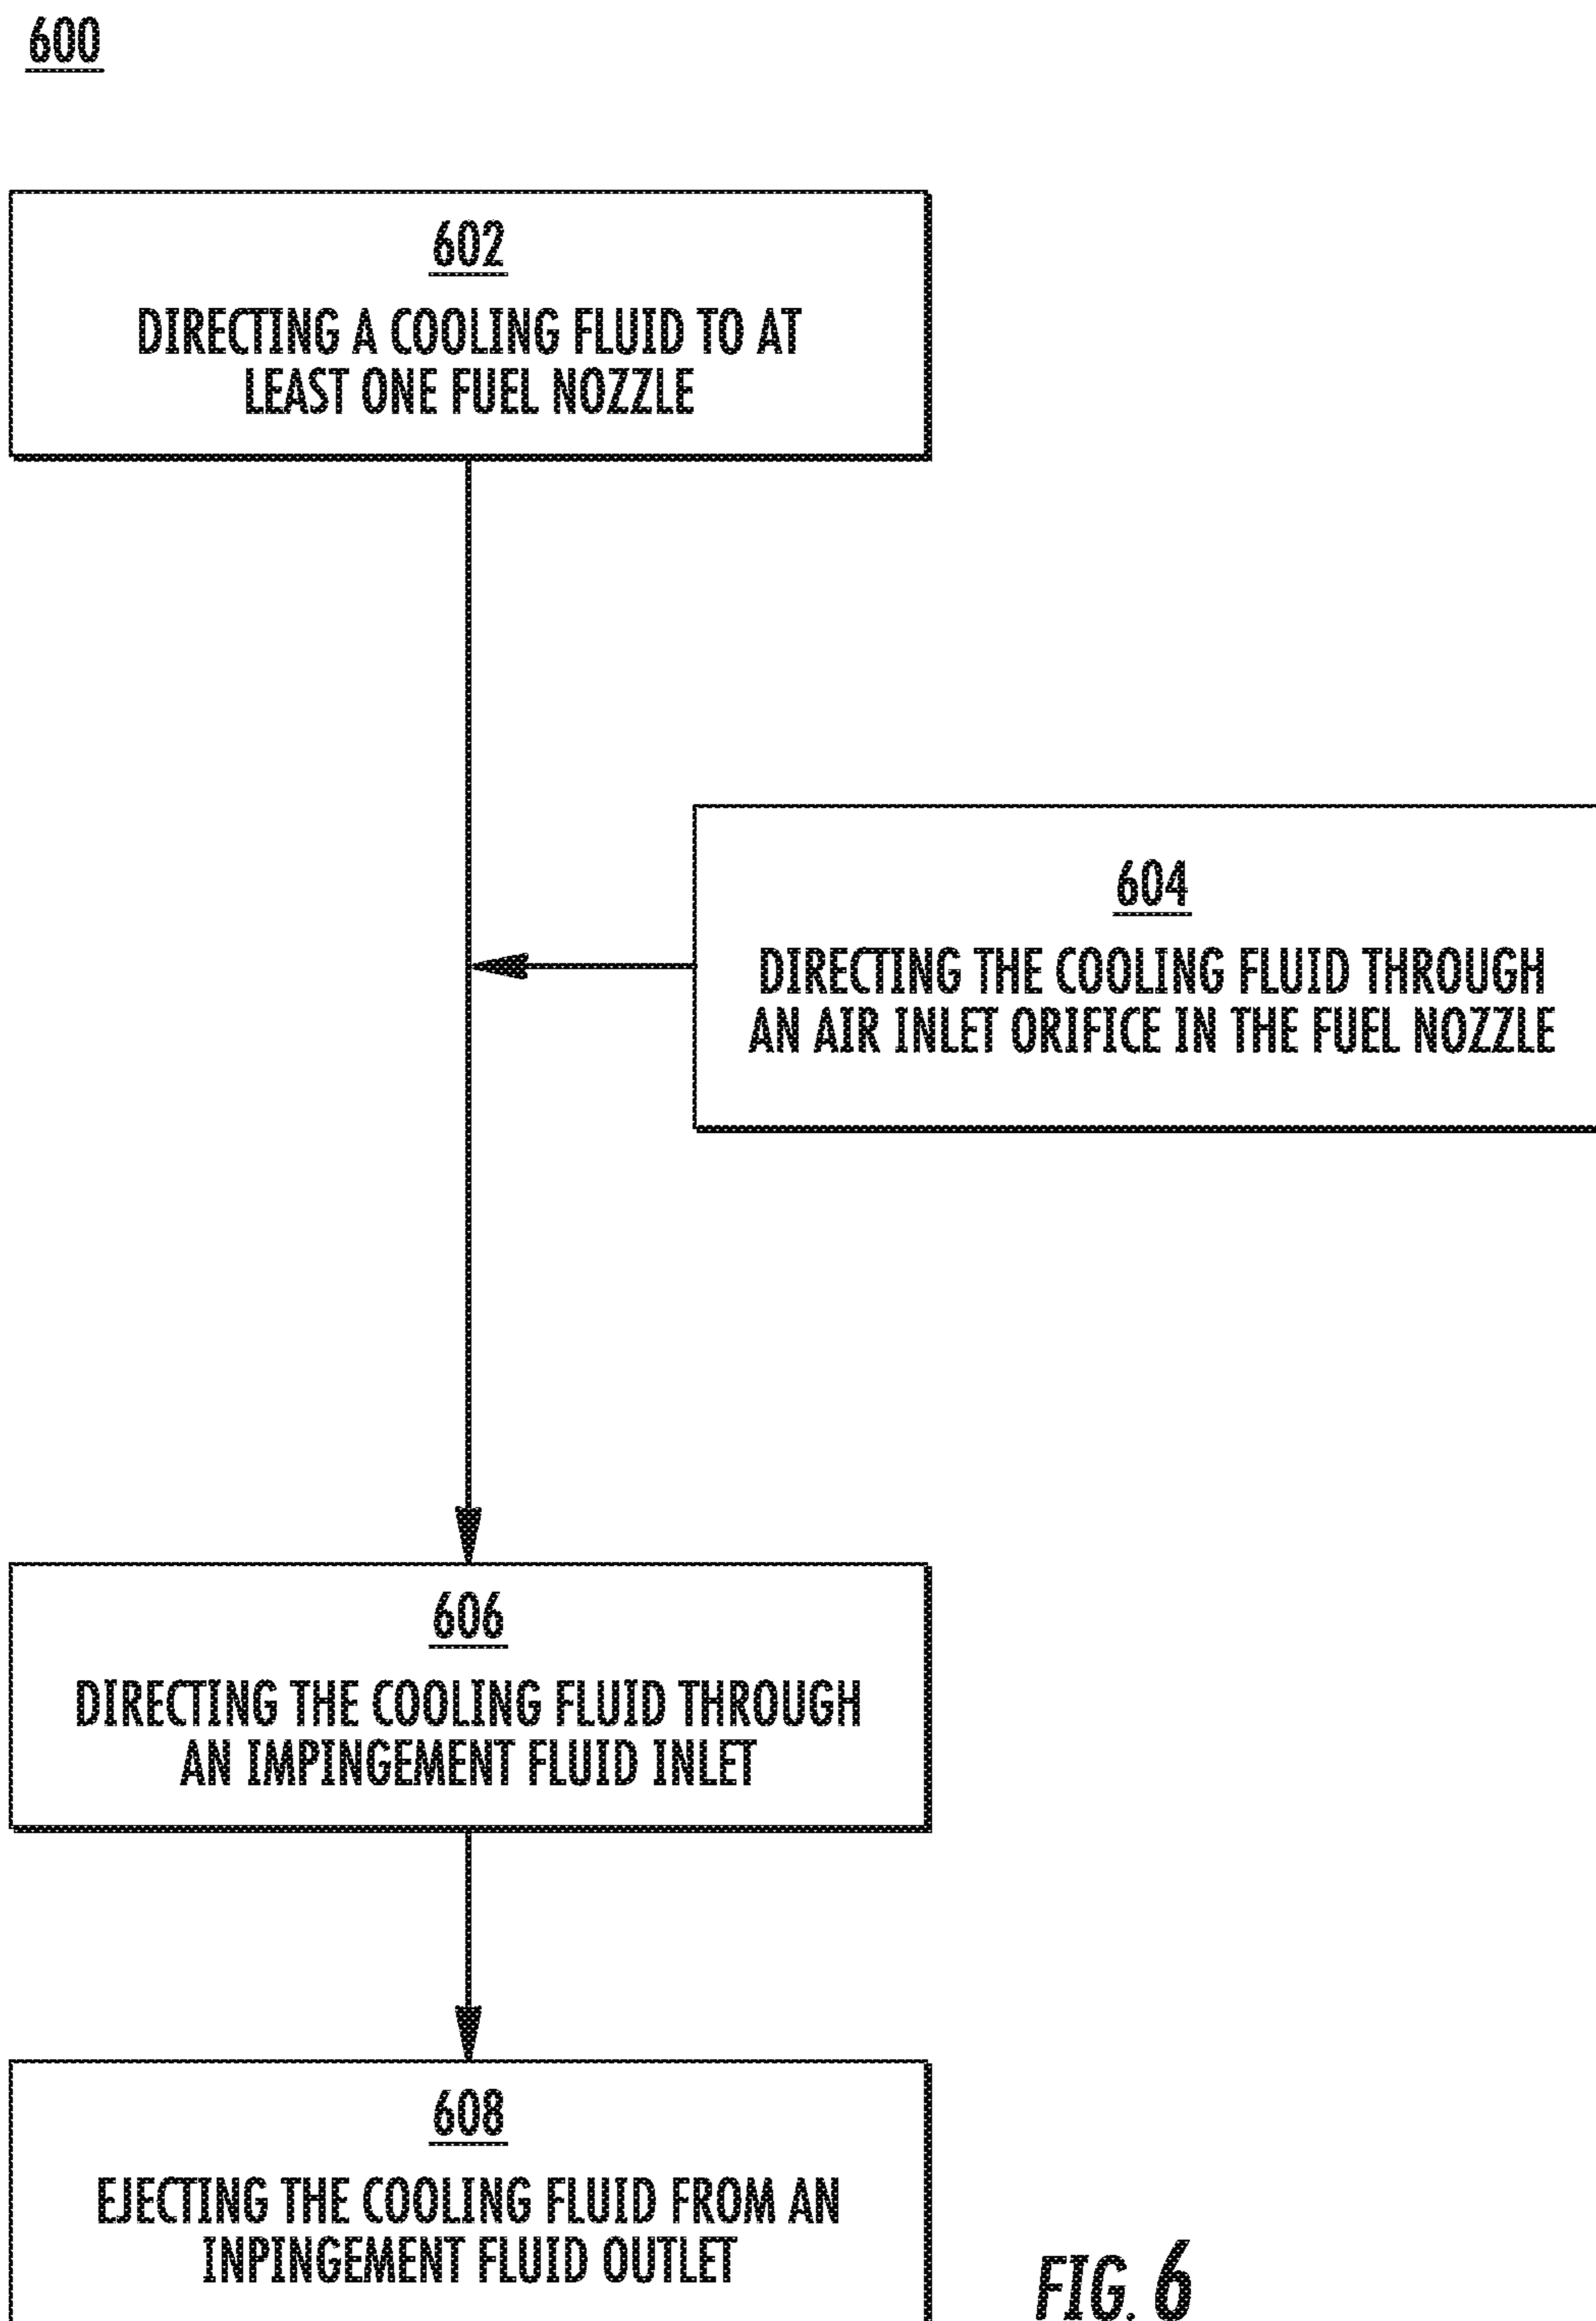 600
602
DIRECTING A COOLING FLUID TO AT
LEAST ONE FUEL NOZZLE
604
DIRECTING THE COOLING FLUID THROUGH
AN AIR INLET ORIFICE IN THE FUEL NOZZLE
606
DIRECTING THE COOLING FLUID THROUGH
AN IMPINGEMENT FLUID INLET
608
EJECTING THE COOLING FLUID FROM AN
INPINGEMENT FLUID OUTLET
FIG. 6